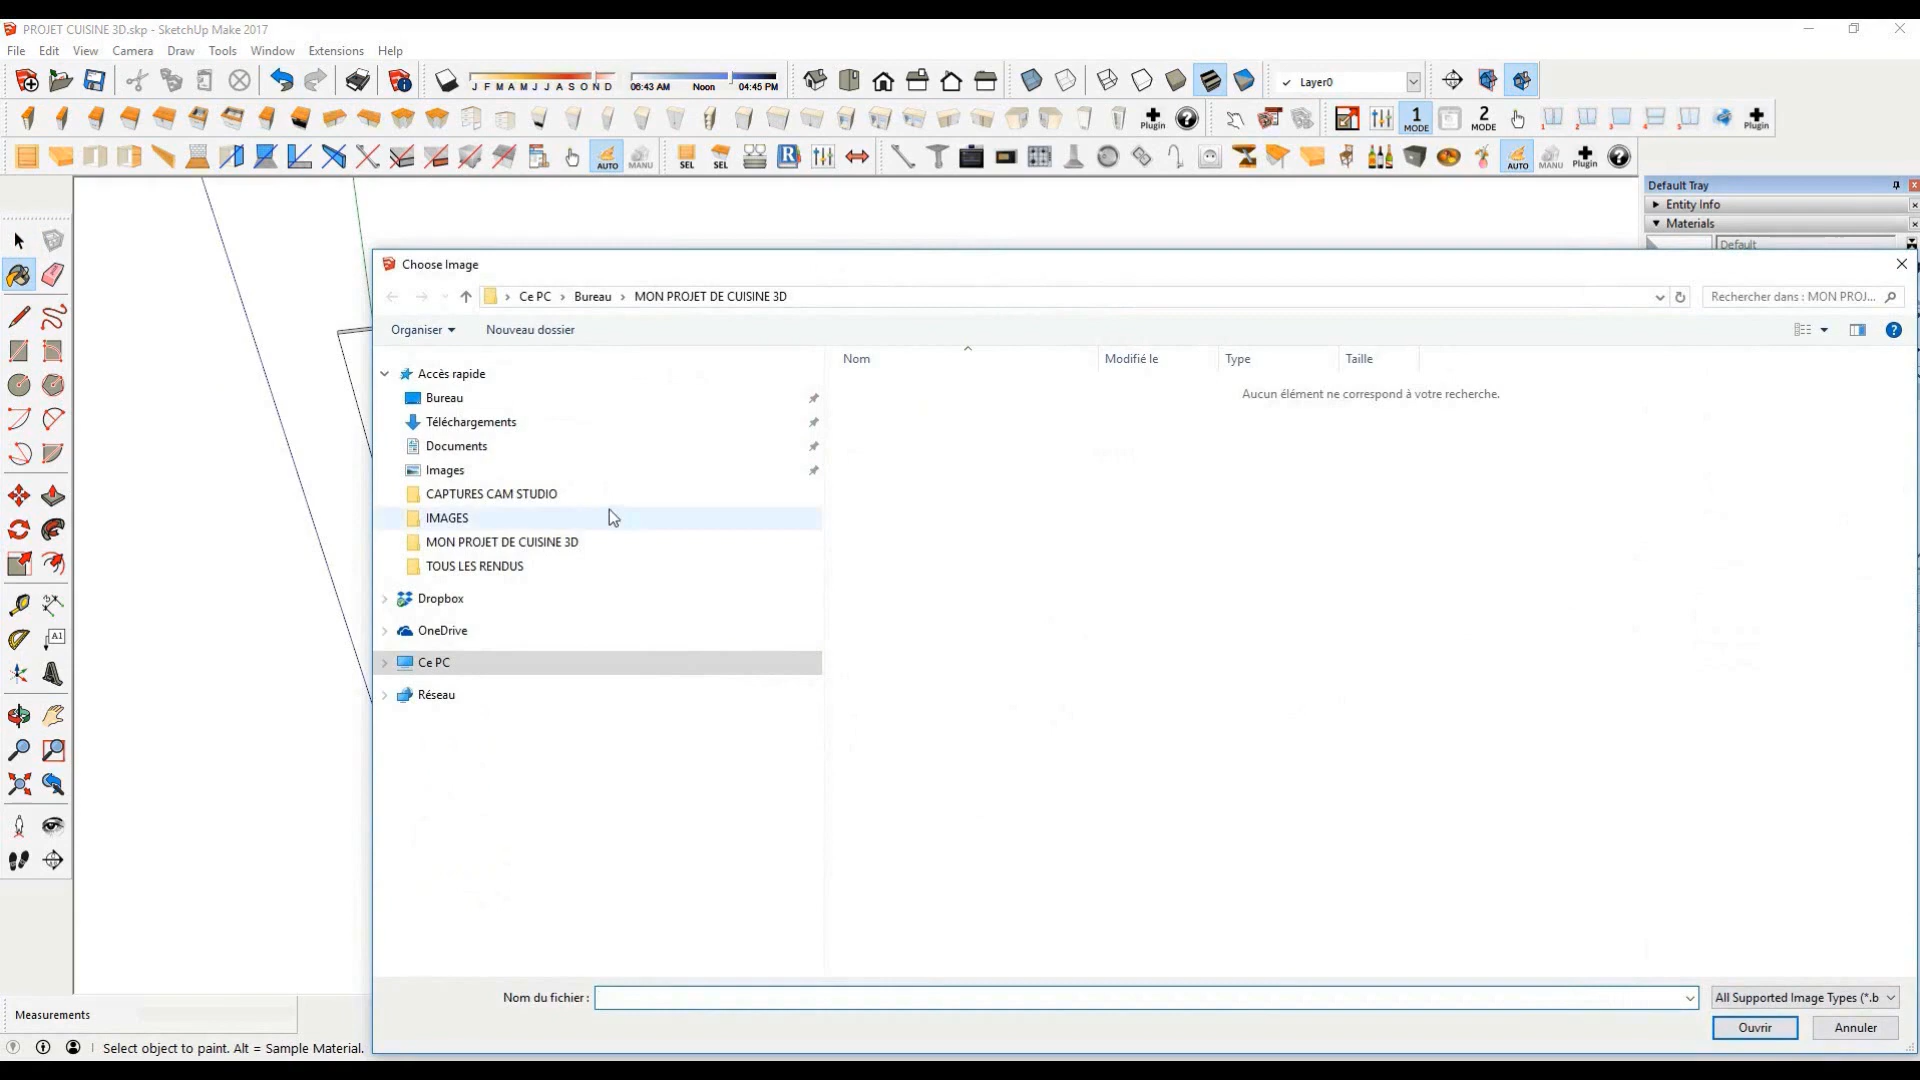 PROJET CUISINE 3D.skp - SketchUp Make 2017
File Edit View Camera Draw Tools Window Extensions Help
J F M A M J J A S O N D 06:43 AM Noon 04:45 PM Layer0
Plugin 1 MODE 2 MODE Plugin
AUTO MANU SEL SEL R AUTO MANU Plugin
Default Tray
Entity Info
Materials
Default
Choose Image
Ce PC Bureau MON PROJET DE CUISINE 3D Rechercher dans : MON PROJ...
Organiser Nouveau dossier
Nom Modifié le Type Taille
Aucun élément ne correspond à votre recherche.
Accès rapide
Bureau
Téléchargements
Documents
Images
CAPTURES CAM STUDIO
IMAGES
MON PROJET DE CUISINE 3D
TOUS LES RENDUS
Dropbox
OneDrive
Ce PC
Réseau
A1
Nom du fichier : All Supported Image Types (*.b
Ouvrir Annuler
Measurements
Select object to paint. Alt = Sample Material.